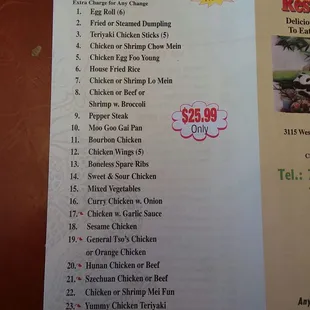 Extra Charge for Any Change
1. Egg Roll (6)
2. Fried or Steamed Dumpling
3. Teriyaki Chicken Sticks (5)
4. Chicken or Shrimp Chow Mein
5. Chicken Egg Foo Young
6. House Fried Rice
7. Chicken or Shrimp Lo Mein
8. Chicken or Beef or
Shrimp w. Broccoli
9. Pepper Steak
10. Moo Goo Gai Pan
11. Bourbon Chicken
12. Chicken Wings (5)
13. Boneless Spare Ribs
14. Sweet & Sour Chicken
15. Mixed Vegetables
16. Curry Chicken w. Onion
17. Chicken w. Garlic Sauce
18. Sesame Chicken
19. General Tso's Chicken
or Orange Chicken
20. Hunan Chicken or Beef
21. Szechuan Chicken or Beef
22. Chicken or Shrimp Mei Fun
23. Yummy Chicken Teriyaki
$25.99
Only
Res
Delicio
To Eat
3115 Wes
Tel.:
Any